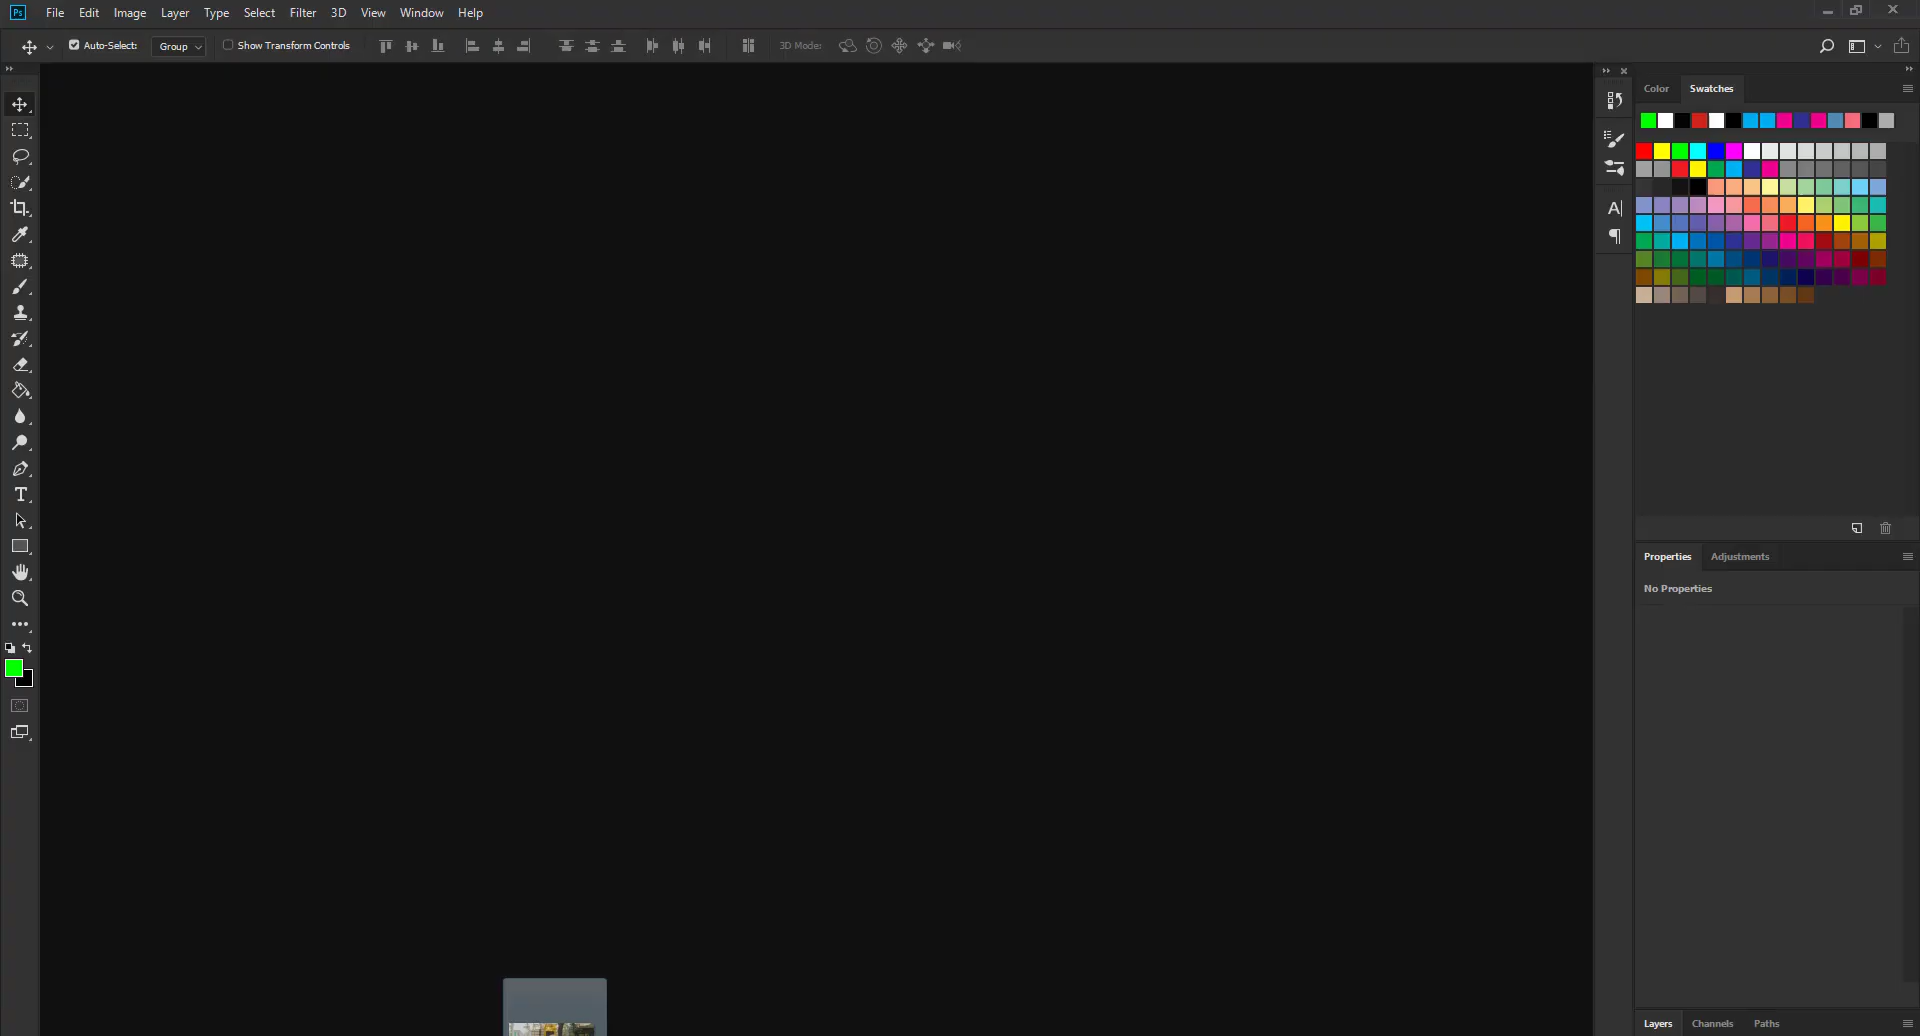 Ps File Edit Image Layer Type Select Filter 3D View Window Help
Auto-Select: Group Show Transform Controls 3D Mode:
Color Swatches
Properties Adjustments
No Properties
Layers Channels Paths